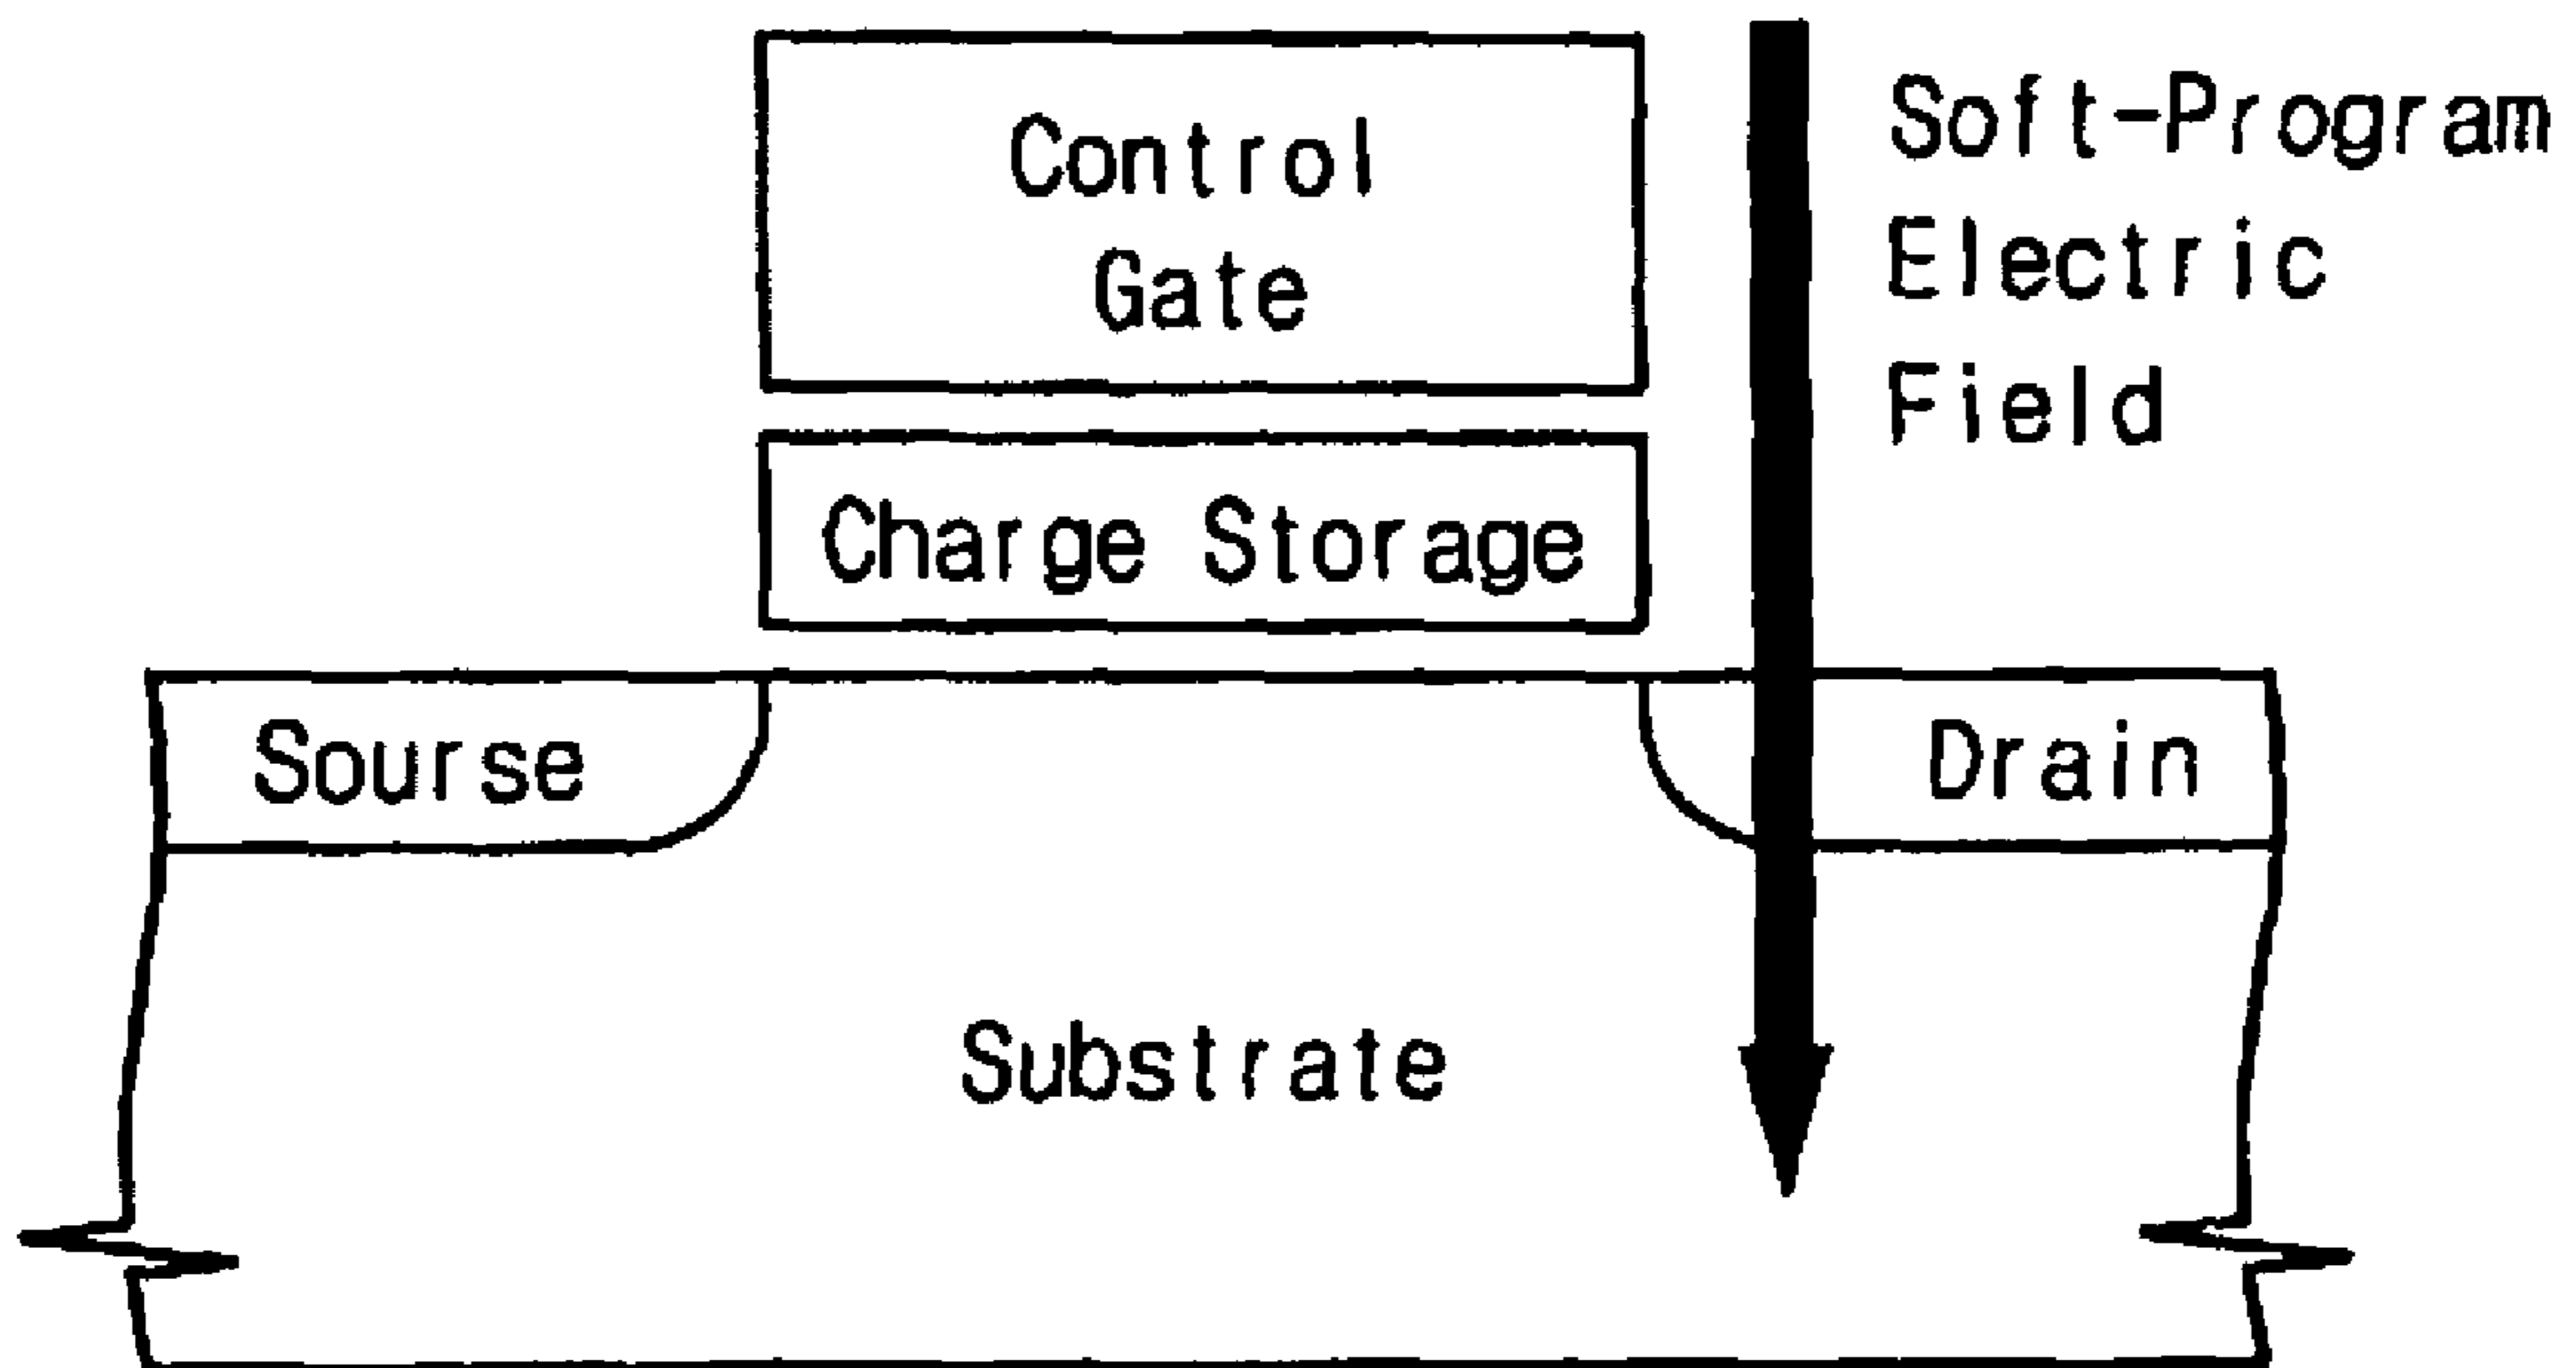 Control
Gate
Soft-Program
Electric
Field
Charge Storage
Sourse
Drain
Substrate